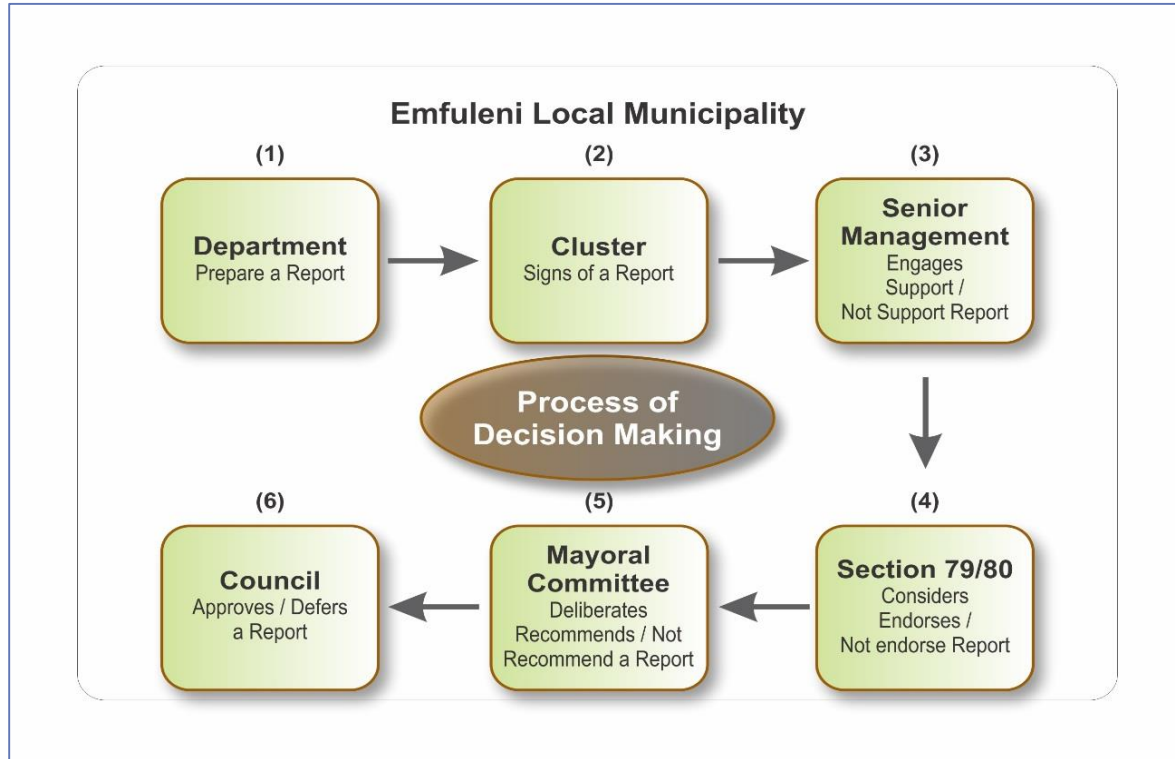 Emfuleni Local Municipality
(1)
Department
Prepare a Report
(2)
Cluster
Signs of a Report
(3)
Senior
Management
Engages
Support /
Not Support Report
Process of
Decision Making
(4)
Section 79/80
Considers
Endorses /
Not endorse Report
(5)
Mayoral
Committee
Deliberates
Recommends / Not
Recommend a Report
(6)
Council
Approves / Defers
a Report